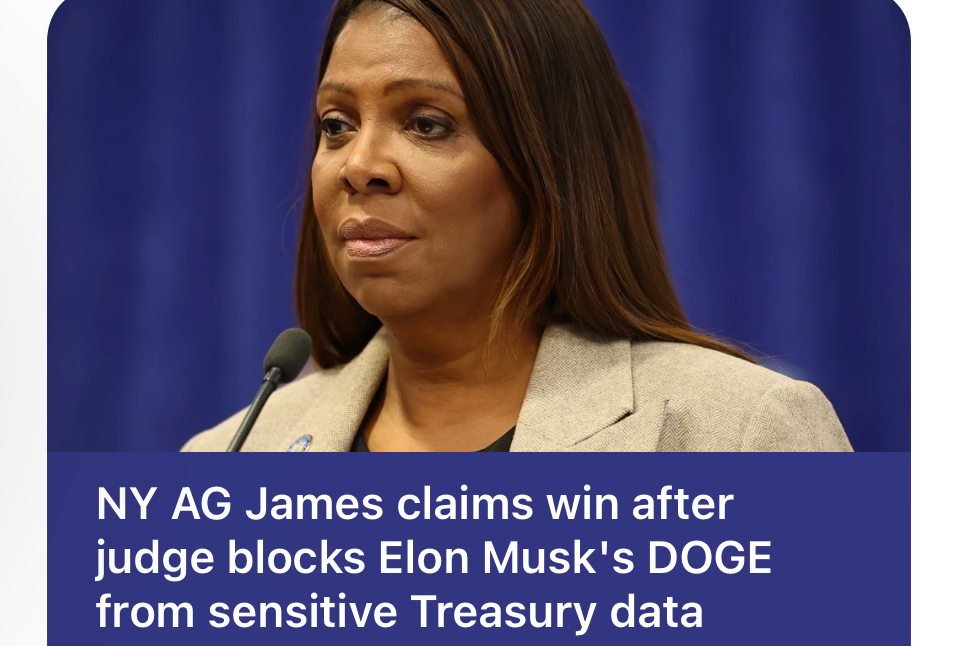 NY AG James claims win after
judge blocks Elon Musk's DOGE
from sensitive Treasury data